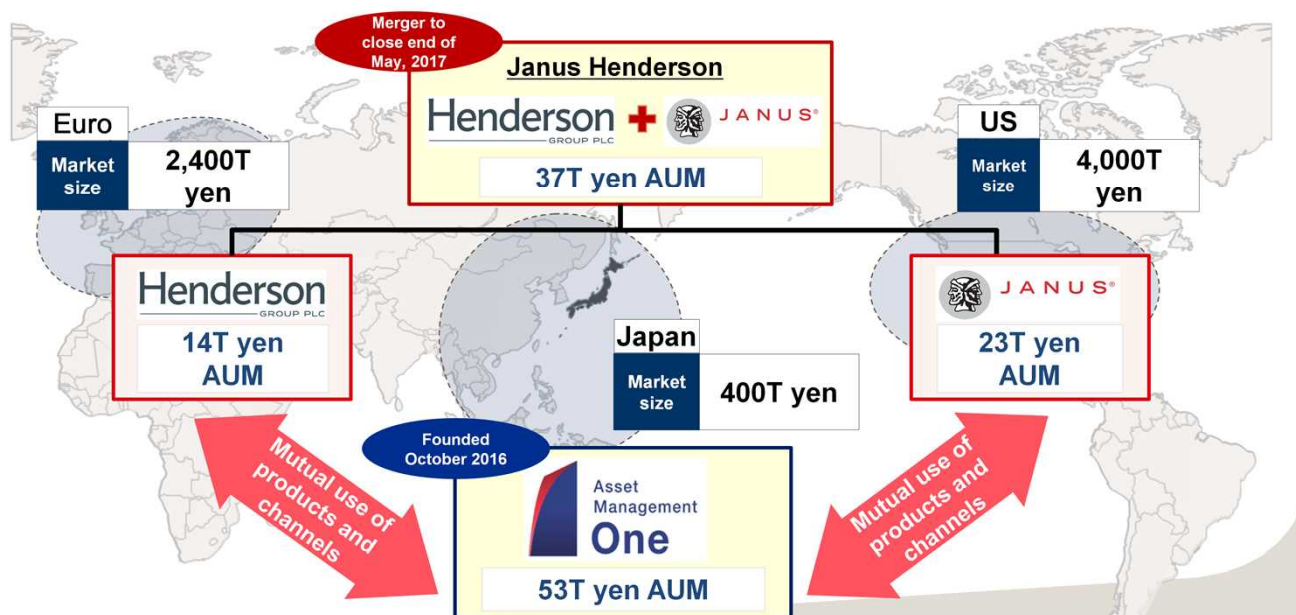 Merger to
close end of
May, 2017
Janus Henderson
Henderson
GROUP PLC
JANUS®
37T yen AUM
Euro
Market
size
2,400T
yen
US
Market
size
4,000T
yen
Henderson
GROUP PLC
14T yen
AUM
JANUS®
23T yen
AUM
Japan
Market
size
400T yen
Mutual use of
products and
channels
Founded
October 2016
Asset
Management
One
53T yen AUM
Mutual use of
products and
channels